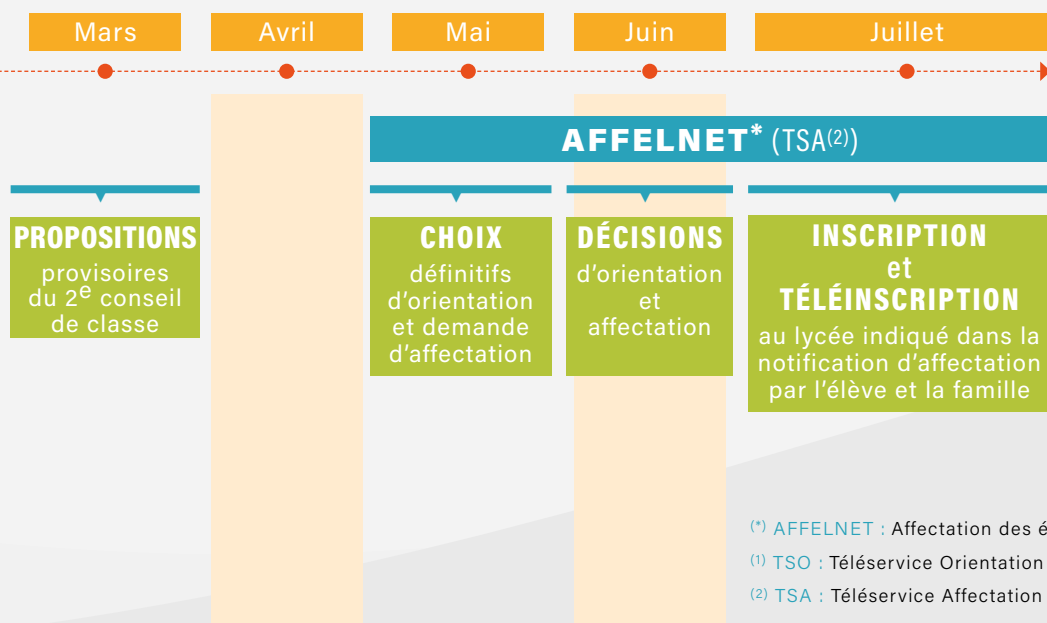 Mars
Avril
Mai
Juin
Juillet
AFFELNET* (TSA(2))
PROPOSITIONS
provisoires
du 2e conseil
de classe
CHOIX
définitifs
d'orientation
et demande
d'affectation
DÉCISIONS
d'orientation
et
affectation
INSCRIPTION
et
TÉLÉINSCRIPTION
au lycée indiqué dans la
notification d'affectation
par l'élève et la famille
(*) AFFELNET : Affectation des é
(1) TSO : Téléservice Orientation
(2) TSA : Téléservice Affectation